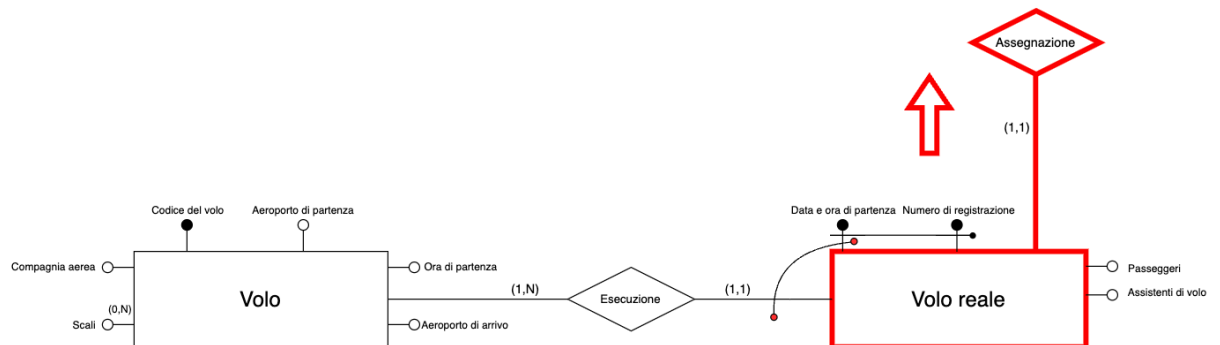 Assegnazione
(1,1)
Codice del volo
Aeroporto di partenza
Data e ora di partenza
Numero di registrazione
Compagnia aerea
Ora di partenza
Passeggeri
(1,N)
(1,1)
Volo
Esecuzione
Volo reale
Assistenti di volo
(0,N)
Scali
Aeroporto di arrivo